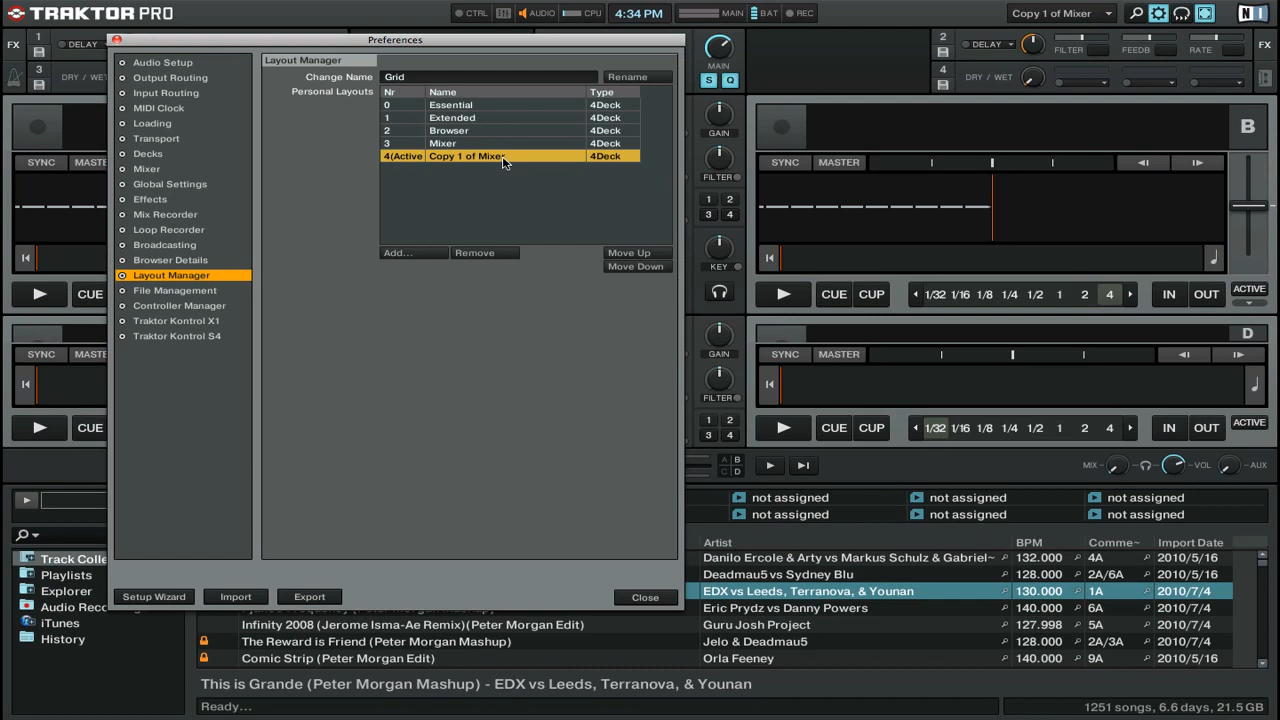 TRAKTOR PRO
CTRL AUDIO CPU 4:34 PM MAIN BAT REC Copy 1 of Mixer
FX 1 DELAY 3 DRY / WET
Preferences
Audio Setup
Output Routing
Input Routing
MIDI Clock
Loading
Transport
Decks
Mixer
Global Settings
Effects
Mix Recorder
Loop Recorder
Broadcasting
Browser Details
Layout Manager
File Management
Controller Manager
Traktor Kontrol X1
Traktor Kontrol S4
Layout Manager
Change Name Grid Rename
Personal Layouts Nr Name Type
0 Essential 4Deck
1 Extended 4Deck
2 Browser 4Deck
3 Mixer 4Deck
4(Active Copy 1 of Mixer 4Deck
Add... Remove Move Up
Move Down
Setup Wizard Import Export Close
MAIN
S Q
2 DELAY FILTER FEEDB RATE FX
4 DRY / WET
GAIN
FILTER
1 2
3 4
KEY
B
SYNC MASTER
CUE CUP 1/32 1/16 1/8 1/4 1/2 1 2 4 IN OUT ACTIVE
SYNC MASTER
CUE
GAIN
FILTER
1 2
3 4
D
SYNC MASTER
CUE CUP 1/32 1/16 1/8 1/4 1/2 1 2 4 IN OUT ACTIVE
SYNC MAST
CUE
A B
C D
MIX VOL AUX
not assigned not assigned not assigned
not assigned not assigned not assigned
Track Colle
Playlists
Explorer
Audio Reco
iTunes
History
Artist BPM Comme~ Import Date
Danilo Ercole & Arty vs Markus Schulz & Gabriel~ 132.000 4A 2010/5/16
Deadmau5 vs Sydney Blu 128.000 2A/6A 2010/5/16
EDX vs Leeds, Terranova, & Younan 130.000 1A 2010/7/4
Eric Prydz vs Danny Powers 140.000 6A 2010/7/4
Infinity 2008 (Jerome Isma-Ae Remix)(Peter Morgan Edit) Guru Josh Project 127.998 5A 2010/7/4
The Reward is Friend (Peter Morgan Mashup) Jelo & Deadmau5 128.000 2A/3A 2010/7/4
Comic Strip (Peter Morgan Edit) Orla Feeney 140.000 9A 2010/5/16
This is Grande (Peter Morgan Mashup) - EDX vs Leeds, Terranova, & Younan
Ready... 1251 songs, 6.6 days, 21.5 GB